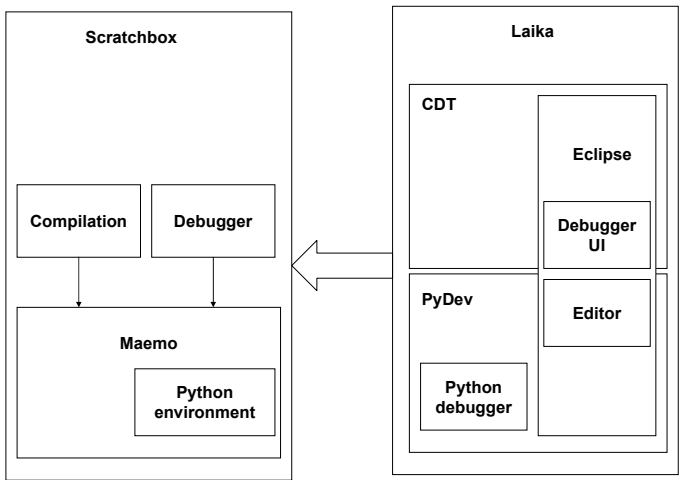 Scratchbox
Compilation
Debugger
Maemo
Python
environment
Laika
CDT
Eclipse
Debugger
UI
PyDev
Editor
Python
debugger